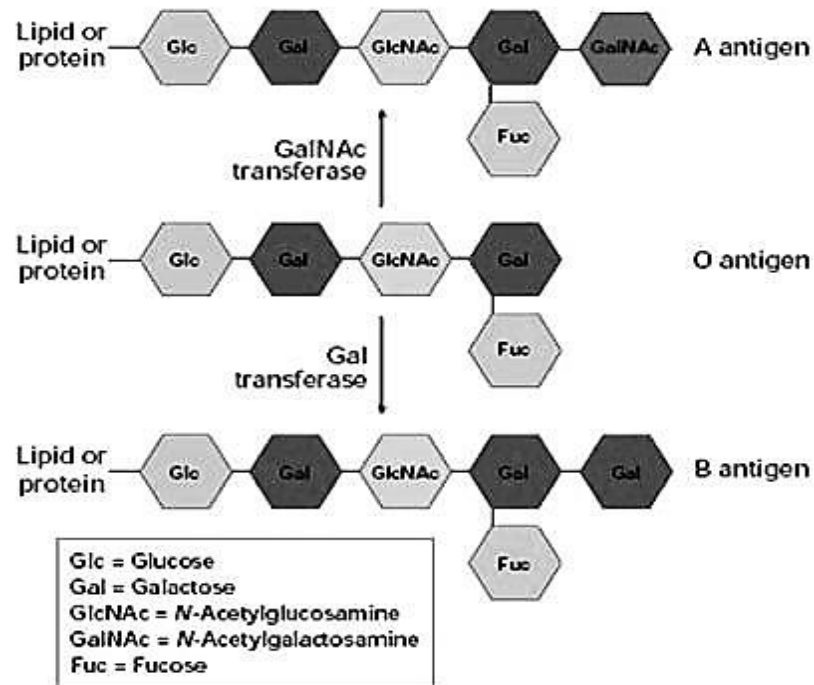 Lipid or
protein
Glc
Gal
GlcNAc
Gal
GalNAc
A antigen
Fuc
GalNAc
transferase
Lipid or
protein
Glc
Gal
GlcNAc
Gal
O antigen
Fuc
Gal
transferase
Lipid or
protein
Glc
Gal
GlcNAc
Gal
Gal
B antigen
Fuc
Glc = Glucose
Gal = Galactose
GlcNAc = N-Acetylglucosamine
GalNAc = N-Acetylgalactosamine
Fuc = Fucose